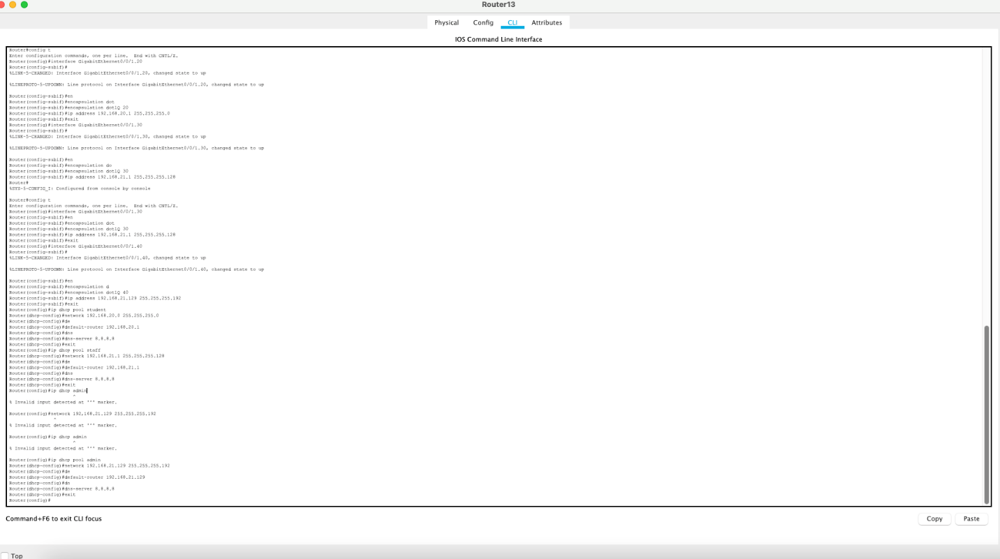 Router13
Physical Config CLI Attributes
IOS Command Line Interface
Router#config t
Enter configuration commands, one per line. End with CNTL/Z.
Router(config)#interface GigabitEthernet0/0/1.20
Router(config-subif)#
%LINK-5-CHANGED: Interface GigabitEthernet0/0/1.20, changed state to up
%LINEPROTO-5-UPDOWN: Line protocol on Interface GigabitEthernet0/0/1.20, changed state to up
Router(config-subif)#en
Router(config-subif)#encapsulation dot
Router(config-subif)#encapsulation dot1Q 20
Router(config-subif)#ip address 192.168.20.1 255.255.255.0
Router(config-subif)#exit
Router(config)#interface GigabitEthernet0/0/1.30
Router(config-subif)#
%LINK-5-CHANGED: Interface GigabitEthernet0/0/1.30, changed state to up
%LINEPROTO-5-UPDOWN: Line protocol on Interface GigabitEthernet0/0/1.30, changed state to up
Router(config-subif)#en
Router(config-subif)#encapsulation do
Router(config-subif)#encapsulation dot1Q 30
Router(config-subif)#ip address 192.168.21.1 255.255.255.128
Router#
%SYS-5-CONFIG_I: Configured from console by console
Router#config t
Enter configuration commands, one per line. End with CNTL/Z.
Router(config)#interface GigabitEthernet0/0/1.30
Router(config-subif)#en
Router(config-subif)#encapsulation dot
Router(config-subif)#encapsulation dot1Q 30
Router(config-subif)#ip address 192.168.21.1 255.255.255.128
Router(config-subif)#exit
Router(config)#interface GigabitEthernet0/0/1.40
Router(config-subif)#
%LINK-5-CHANGED: Interface GigabitEthernet0/0/1.40, changed state to up
%LINEPROTO-5-UPDOWN: Line protocol on Interface GigabitEthernet0/0/1.40, changed state to up
Router(config-subif)#en
Router(config-subif)#encapsulation d
Router(config-subif)#encapsulation dot1Q 40
Router(config-subif)#ip address 192.168.21.129 255.255.255.192
Router(config-subif)#exit
Router(config)#ip dhcp pool student
Router(dhcp-config)#network 192.168.20.0 255.255.255.0
Router(dhcp-config)#de
Router(dhcp-config)#default-router 192.168.20.1
Router(dhcp-config)#dns
Router(dhcp-config)#dns-server 8.8.8.8
Router(dhcp-config)#exit
Router(config)#ip dhcp pool staff
Router(dhcp-config)#network 192.168.21.1 255.255.255.128
Router(dhcp-config)#de
Router(dhcp-config)#default-router 192.168.21.1
Router(dhcp-config)#dns
Router(dhcp-config)#dns-server 8.8.8.8
Router(dhcp-config)#exit
Router(config)#ip dhcp admin
^
% Invalid input detected at '^' marker.
Router(config)#network 192.168.21.129 255.255.255.192
^
% Invalid input detected at '^' marker.
Router(config)#ip dhcp admin
^
% Invalid input detected at '^' marker.
Router(config)#ip dhcp pool admin
Router(dhcp-config)#network 192.168.21.129 255.255.255.192
Router(dhcp-config)#de
Router(dhcp-config)#default-router 192.168.21.129
Router(dhcp-config)#dn
Router(dhcp-config)#dns-server 8.8.8.8
Router(dhcp-config)#exit
Router(config)#
Command+F6 to exit CLI focus
Copy Paste
Top